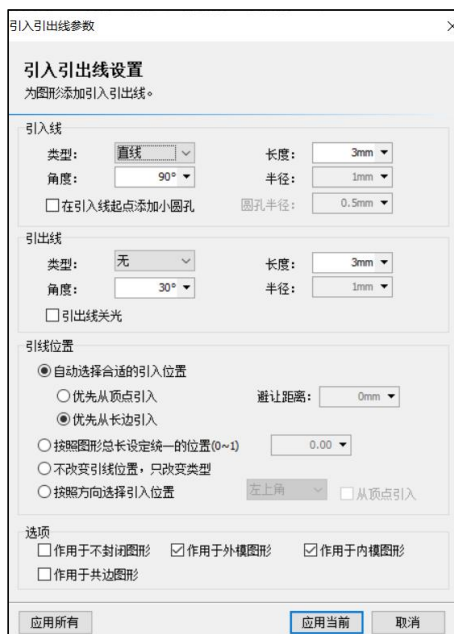 引入引出线参数
引入引出线设置
为图形添加引入引出线。
引入线
类型: 直线 长度: 3mm
角度: 90° 半径: 1mm
在引入线起点添加小圆孔 圆孔半径: 0.5mm
引出线
类型: 无 长度: 3mm
角度: 30° 半径: 1mm
引出线关光
引线位置
自动选择合适的引入位置
优先从顶点引入 避让距离: 0mm
优先从长边引入
按照图形总长设定统一的位置(0~1) 0.00
不改变引线位置，只改变类型
按照方向选择引入位置 左上角 从顶点引入
选项
作用于不封闭图形 作用于外模图形 作用于内模图形
作用于共边图形
应用所有 应用当前 取消